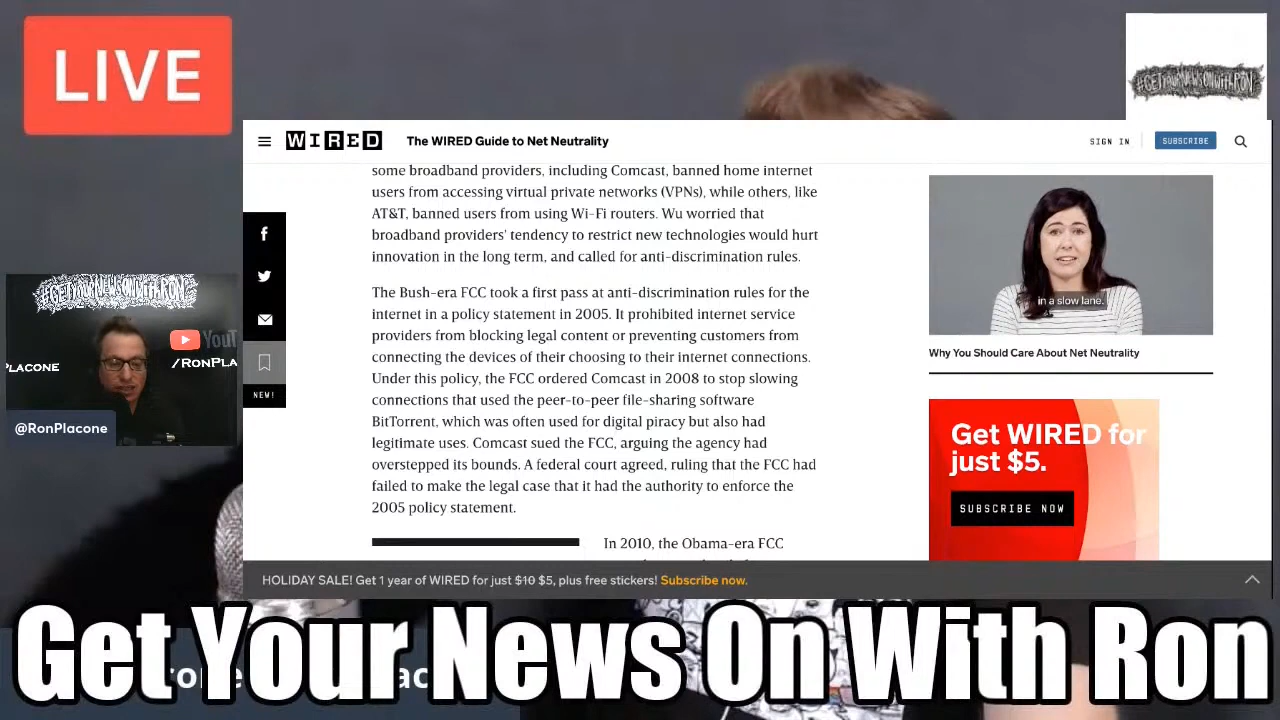 LIVE
#GETYOURNEWSONWITHRON
WIRED
The WIRED Guide to Net Neutrality
SIGN IN
SUBSCRIBE
some broadband providers, including Comcast, banned home internet
users from accessing virtual private networks (VPNs), while others, like
AT&T, banned users from using Wi-Fi routers. Wu worried that
broadband providers' tendency to restrict new technologies would hurt
innovation in the long term, and called for anti-discrimination rules.
The Bush-era FCC took a first pass at anti-discrimination rules for the
internet in a policy statement in 2005. It prohibited internet service
providers from blocking legal content or preventing customers from
connecting the devices of their choosing to their internet connections.
Under this policy, the FCC ordered Comcast in 2008 to stop slowing
connections that used the peer-to-peer file-sharing software
BitTorrent, which was often used for digital piracy but also had
legitimate uses. Comcast sued the FCC, arguing the agency had
overstepped its bounds. A federal court agreed, ruling that the FCC had
failed to make the legal case that it had the authority to enforce the
2005 policy statement.
In 2010, the Obama-era FCC
NEW!
in a slow lane.
Why You Should Care About Net Neutrality
Get WIRED for
just $5.
SUBSCRIBE NOW
#GETYOURNEWSONWITHRON
YouT
PLACONE
/RONPLA
@RonPlacone
HOLIDAY SALE! Get 1 year of WIRED for just $10 $5, plus free stickers! Subscribe now.
Get Your News On With Ron